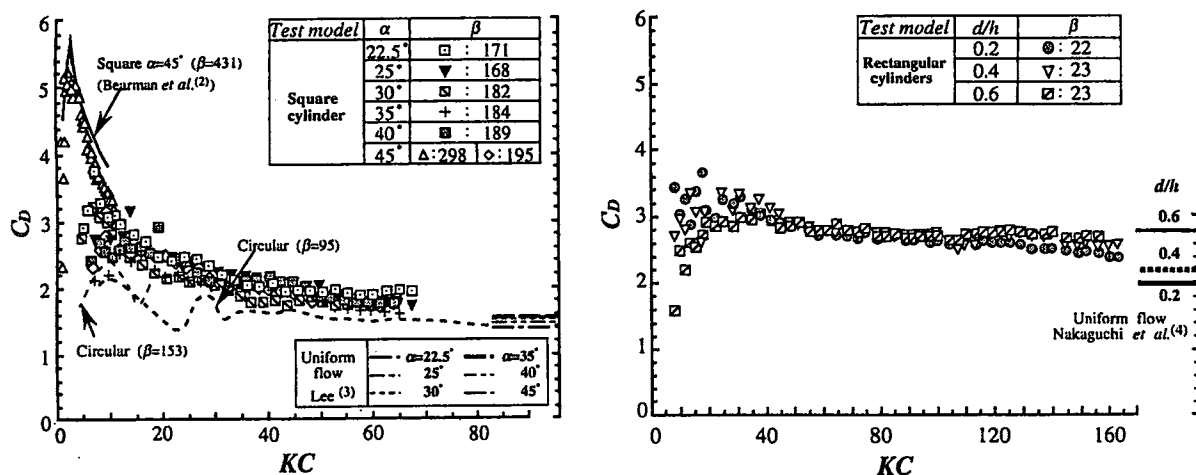 6
5
4
3
2
1
0
C_D
0 20 40 60 80
KC
Test model α β
Square cylinder
22.5° : 171
25° : 168
30° : 182
35° : 184
40° : 189
45° :298 :195
Square α=45° (β=431)
(Bearman et al.(2))
Circular (β=95)
Circular (β=153)
Uniform flow Lee (3)
α=22.5° α=35°
25° 40°
30° 45°
6
5
4
3
2
1
0
C_D
0 40 80 120 160
KC
Test model d/h β
Rectangular cylinders
0.2 : 22
0.4 : 23
0.6 : 23
d/h
0.6
0.4
0.2
Uniform flow
Nakaguchi et al.(4)